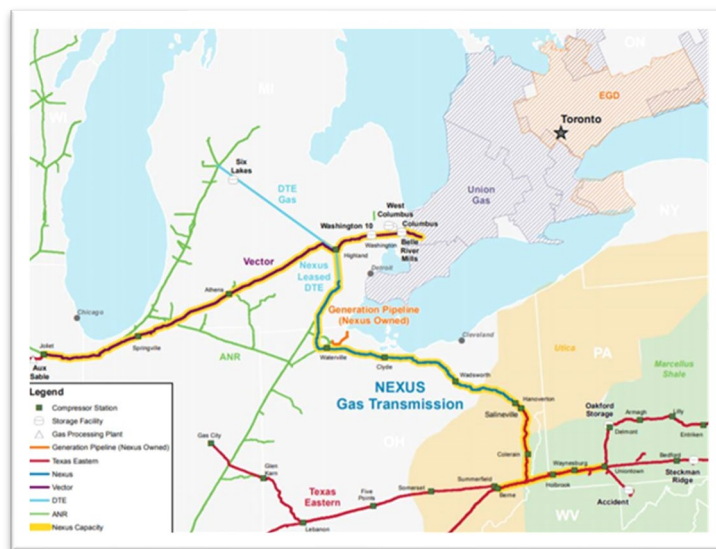 ON
MI
WI
EGD
Toronto
Six
Lakes
DTE
Gas
Union
Gas
West
Columbus
Washington 10
Columbus
NY
Washington
Belle
River
Mills
Highland
Vector
Nexus
Leased
DTE
Detroit
Athens
Chicago
Generation Pipeline
(Nexus Owned)
Cleveland
Joliet
Springville
ANR
Waterville
Utica
PA
Aux
Sable
Clyde
Wadsworth
Marcellus
Shale
NEXUS
Gas Transmission
Hanoverton
Salineville
Oakford
Storage
Armagh
Lilly
Delmont
Entriken
Legend
Compressor Station
Storage Facility
Gas Processing Plant
Generation Pipeline (Nexus Owned)
Texas Eastern
Nexus
Vector
DTE
ANR
Nexus Capacity
Gas City
OH
Colerain
Glen
Karn
Summerfield
Waynesburg
Bedford
Uniontown
Steckman
Ridge
Holbrook
Somerset
Berne
Texas
Eastern
Five
Points
Accident
WV
Lebanon